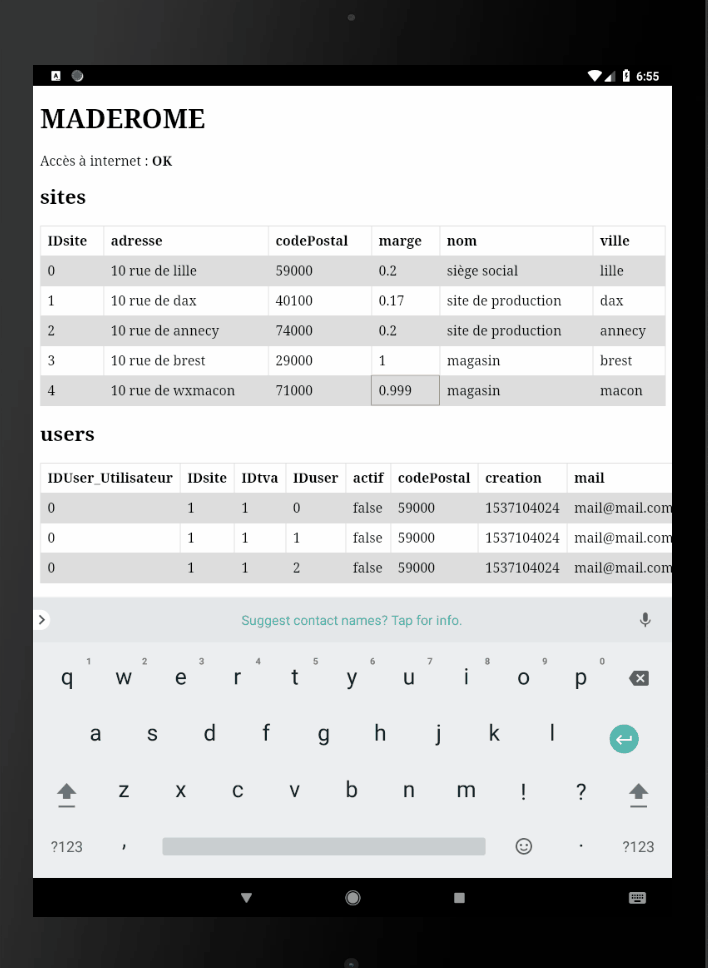 6:55
MADEROME
Accès à internet : OK
sites
IDsite adresse codePostal marge nom ville
0 10 rue de lille 59000 0.2 siège social lille
1 10 rue de dax 40100 0.17 site de production dax
2 10 rue de annecy 74000 0.2 site de production annecy
3 10 rue de brest 29000 1 magasin brest
4 10 rue de wxmacon 71000 0.999 magasin macon
users
IDUser_Utilisateur IDsite IDtva IDuser actif codePostal creation mail
0 1 1 0 false 59000 1537104024 mail@mail.com
0 1 1 1 false 59000 1537104024 mail@mail.com
0 1 1 2 false 59000 1537104024 mail@mail.com
Suggest contact names? Tap for info.
1 2 3 4 5 6 7 8 9 0
q w e r t y u i o p
a s d f g h j k l
z x c v b n m ! ?
?123 , . ?123